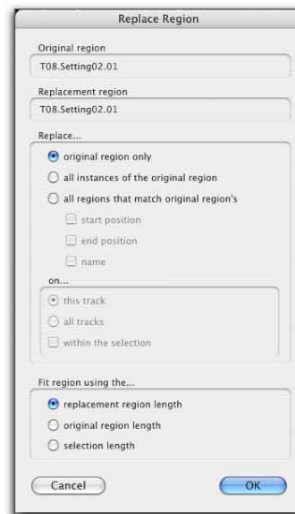 Replace Region
Original region
T08.Setting02.01
Replacement region
T08.Setting02.01
Replace...
original region only
all instances of the original region
all regions that match original region's
start position
end position
name
on...
this track
all tracks
within the selection
Fit region using the...
replacement region length
original region length
selection length
Cancel
OK